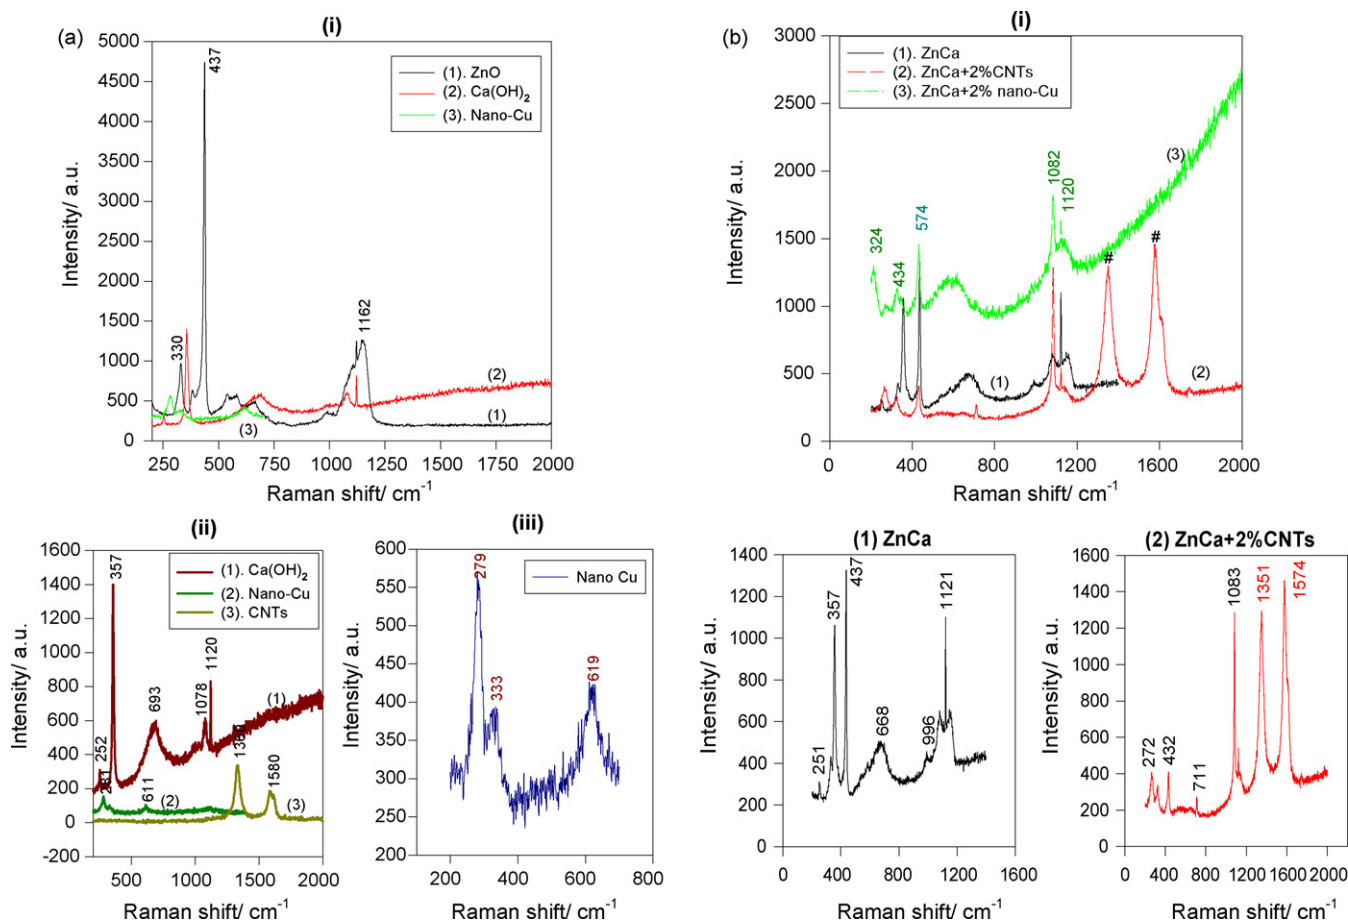 (a)
(i)
5000
4500
4000
3500
3000
2500
2000
1500
1000
500
0
Intensity/ a.u.
437
330
1162
(1). ZnO
(2). Ca(OH)₂
(3). Nano-Cu
(2)
(1)
(3)
250 500 750 1000 1250 1500 1750 2000
Raman shift/ cm⁻¹
(b)
(i)
3000
2500
2000
1500
1000
500
0
Intensity/ a.u.
(1). ZnCa
(2). ZnCa+2%CNTs
(3). ZnCa+2% nano-Cu
324
434
574
1082
1120
#
#
(3)
(1)
(2)
0 400 800 1200 1600 2000
Raman shift/ cm⁻¹
(ii)
1600
1400
1200
1000
800
600
400
200
0
-200
Intensity/ a.u.
(1). Ca(OH)₂
(2). Nano-Cu
(3). CNTs
357
252
281
693
611
1078
1120
1580
(1)
(2)
(3)
500 1000 1500 2000
Raman shift/ cm⁻¹
(iii)
600
550
500
450
400
350
300
250
200
Intensity/ a.u.
Nano Cu
279
333
619
200 400 600 800
Raman shift/ cm⁻¹
(1) ZnCa
1400
1200
1000
800
600
400
200
0
Intensity/ a.u.
251
357
437
668
996
1121
0 400 800 1200 1600
Raman shift/ cm⁻¹
(2) ZnCa+2%CNTs
1600
1400
1200
1000
800
600
400
200
0
Intensity/ a.u.
272
432
711
1083
1351
1574
0 400 800 1200 1600 2000
Raman shift/ cm⁻¹